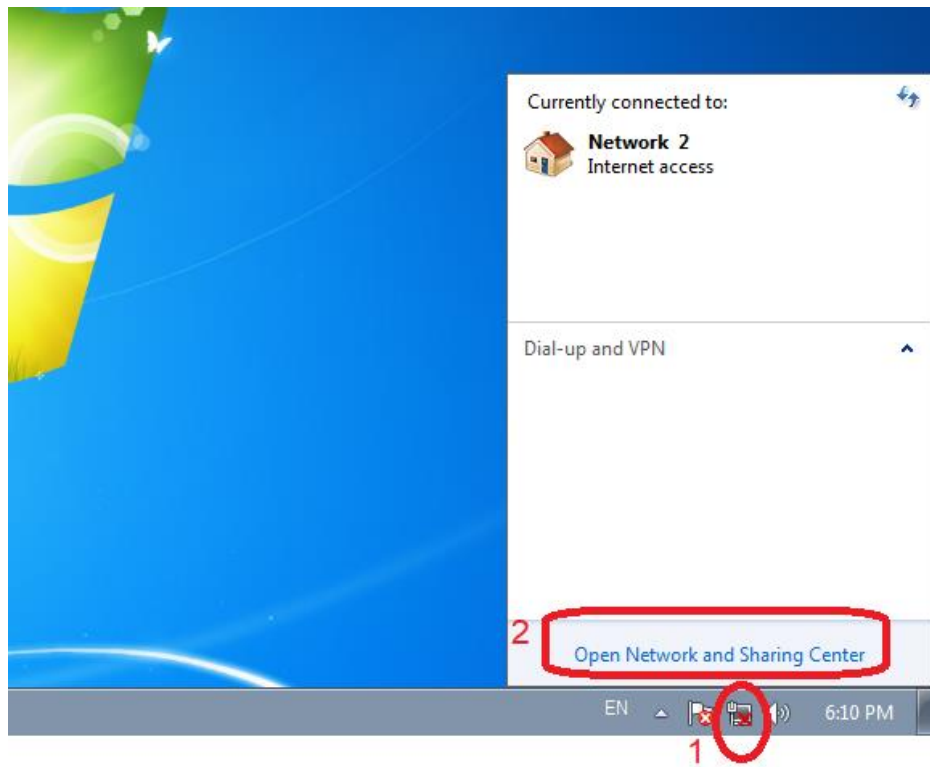 Currently connected to:
Network 2
Internet access
Dial-up and VPN
2
Open Network and Sharing Center
EN
6:10 PM
1